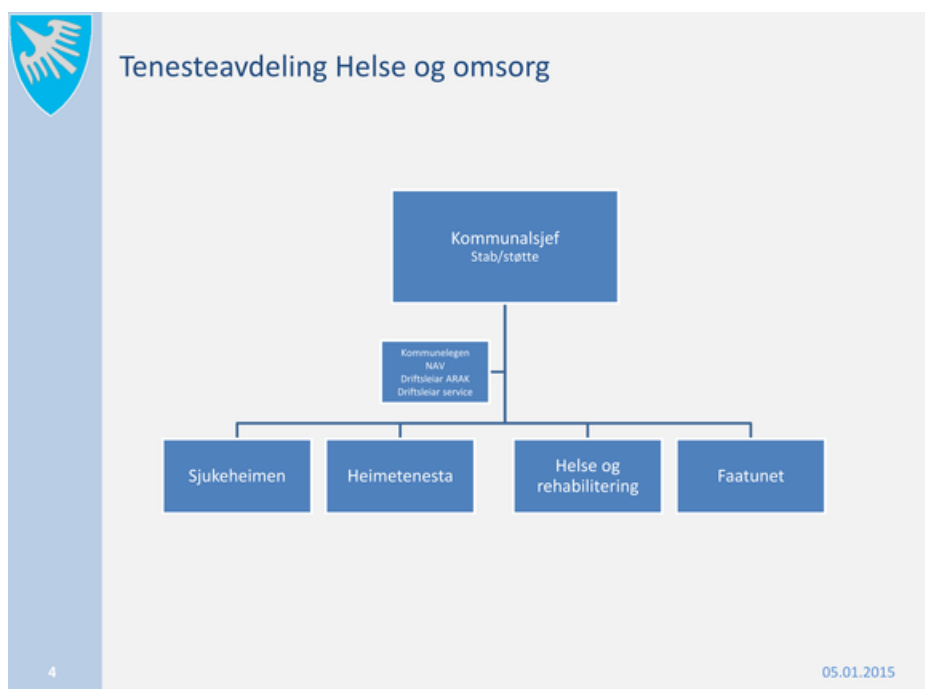 Tenesteavdeling Helse og omsorg
Kommunalsjef
Stab/støtte
Kommunelegen
NAV
Driftsleiar ARAK
Driftsleiar service
Sjukeheimen
Heimetenesta
Helse og
rehabilitering
Faatunet
4
05.01.2015